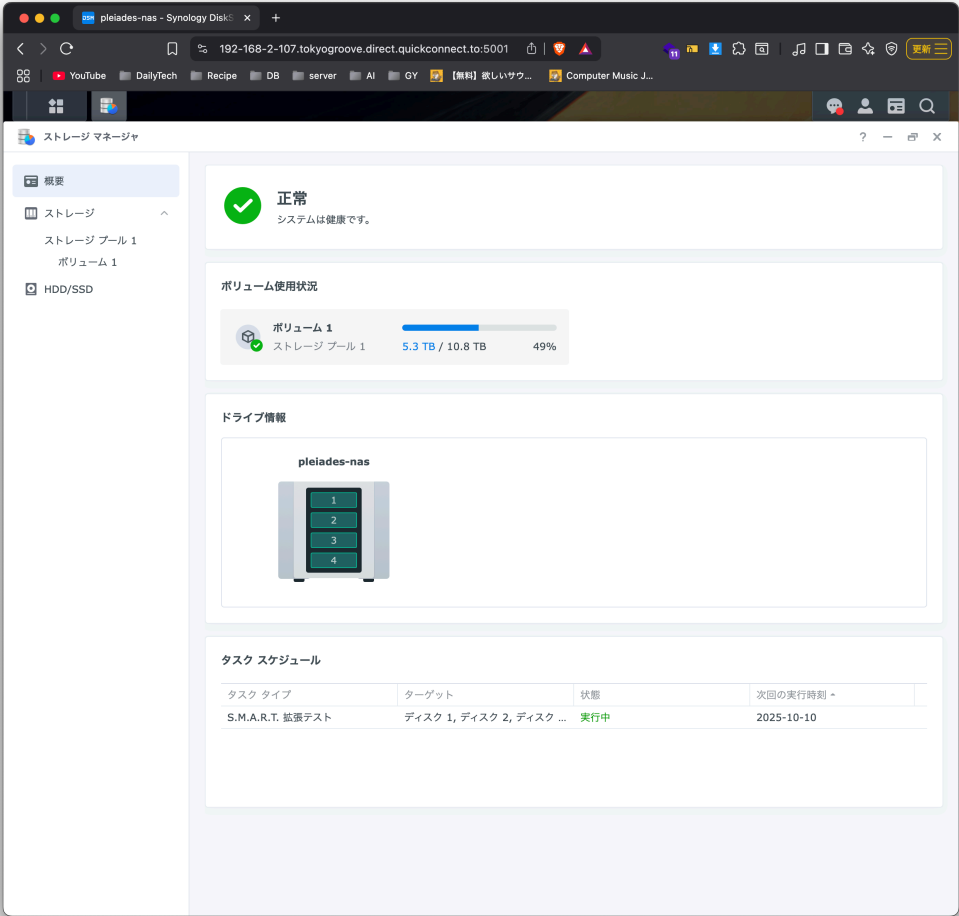 DSM pleiades-nas - Synology DiskS
192-168-2-107.tokyogroove.direct.quickconnect.to:5001
11
更新
YouTube DailyTech Recipe DB server AI GY 【無料】欲しいサウ... Computer Music J...
ストレージ マネージャ
概要
ストレージ
ストレージ プール 1
ボリューム 1
HDD/SSD
正常
システムは健康です。
ボリューム使用状況
ボリューム 1
ストレージ プール 1
5.3 TB / 10.8 TB 49%
ドライブ情報
pleiades-nas
1
2
3
4
タスク スケジュール
タスク タイプ ターゲット 状態 次回の実行時刻
S.M.A.R.T. 拡張テスト ディスク 1, ディスク 2, ディスク ... 実行中 2025-10-10